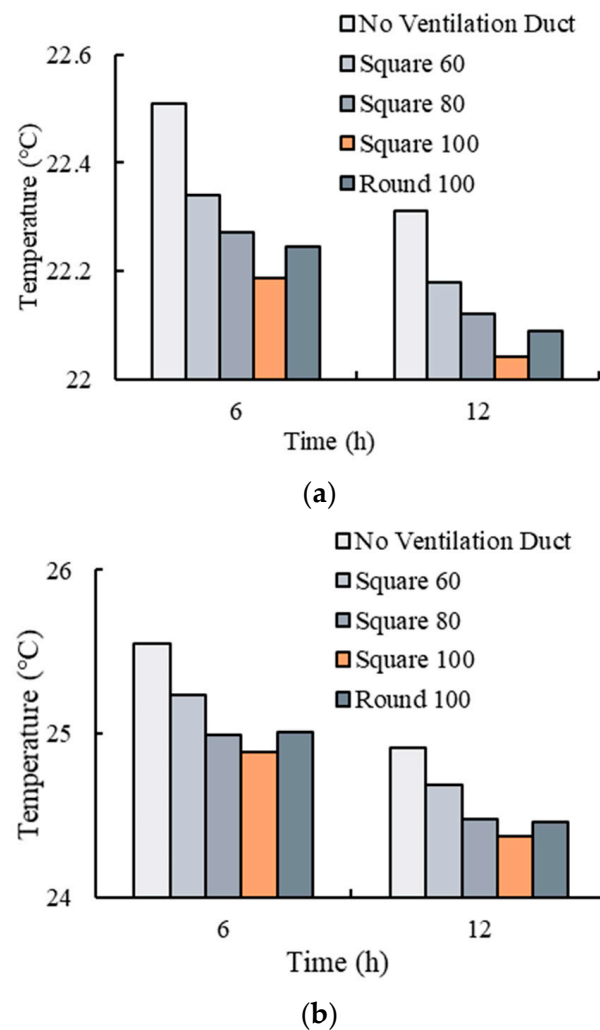 No Ventilation Duct
Square 60
Square 80
Square 100
Round 100
22.6
22.4
22.2
22
Temperature (°C)
6
12
Time (h)
(a)
No Ventilation Duct
Square 60
Square 80
Square 100
Round 100
26
25
24
Temperature (°C)
6
12
Time (h)
(b)